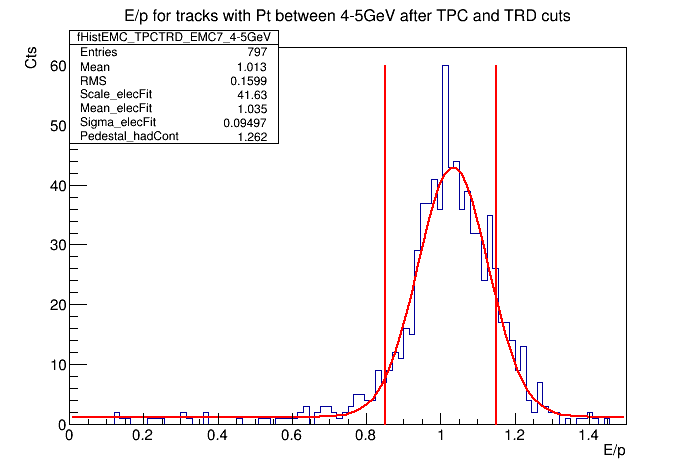 E/p for tracks with Pt between 4-5GeV after TPC and TRD cuts
fHistEMC_TPCTRD_EMC7_4-5GeV
Entries 797
Mean 1.013
RMS 0.1599
Scale_elecFit 41.63
Mean_elecFit 1.035
Sigma_elecFit 0.09497
Pedestal_hadCont 1.262
Cts
60
50
40
30
20
10
0
0 0.2 0.4 0.6 0.8 1 1.2 1.4
E/p